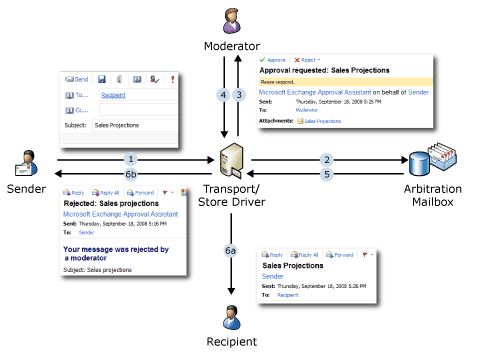 Moderator
Send
To...
Recipient
Cc...
Subject: Sales Projections
Approve Reject
Approval requested: Sales Projections
Please respond.
Microsoft Exchange Approval Assistant on behalf of Sender
Sent: Thursday, September 18, 2008 5:26 PM
To: Moderator
Attachments: Sales Projections
4 3
1
2
6b
5
Sender
Transport/
Store Driver
Arbitration
Mailbox
Reply Reply All Forward
Rejected: Sales projections
Microsoft Exchange Approval Assistant
Sent: Thursday, September 18, 2008 5:16 PM
To: Sender
Your message was rejected by
a moderator
Subject: Sales projections
6a
Reply Reply All Forward
Sales Projections
Sender
Sent: Thursday, September 18, 2008 5:26 PM
To: Recipient
Recipient